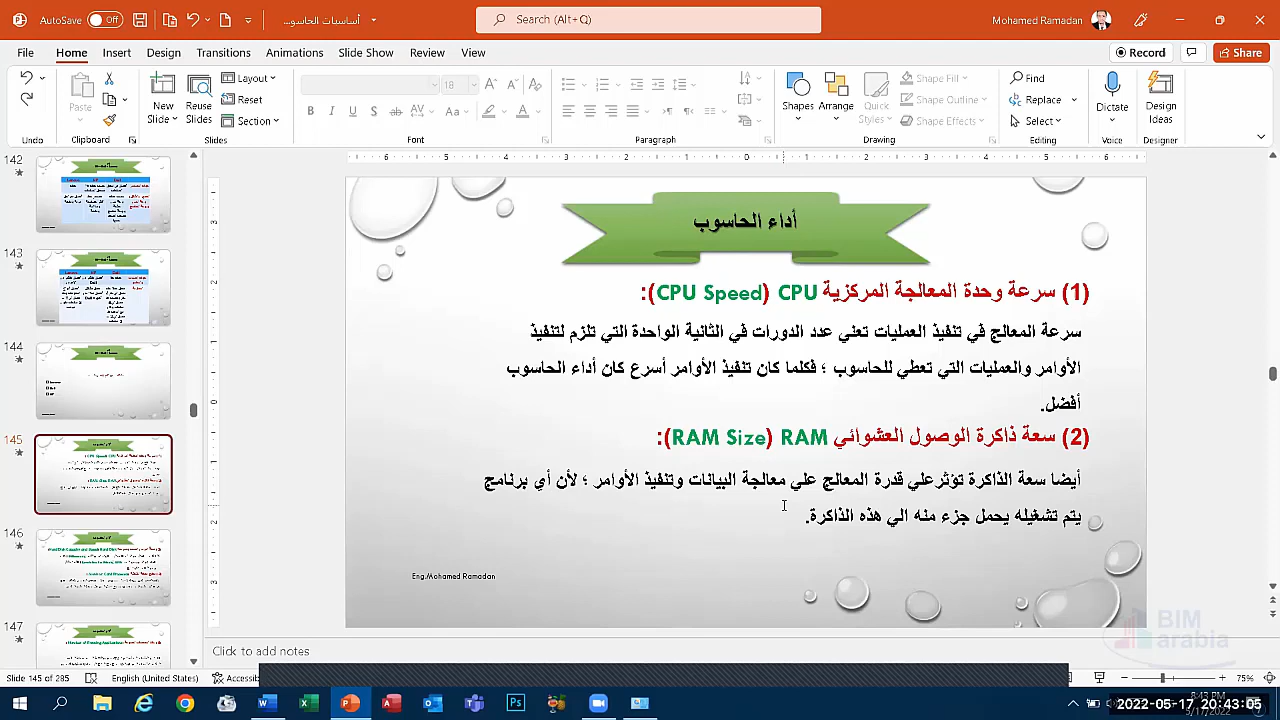 AutoSave
Off
أساسيات الحاسو...
Search (Alt+Q)
Mohamed Ramadan
File
Home
Insert
Design
Transitions
Animations
Slide Show
Review
View
Record
Share
Paste
Clipboard
New Slide
Reuse Slides
Layout
Reset
Section
Slides
18
Font
Paragraph
Shapes
Arrange
Quick Styles
Shape Fill
Shape Outline
Shape Effects
Drawing
Find
Replace
Select
Editing
Dictate
Voice
Design Ideas
Designer
142
143
144
145
146
147
أداء الحاسوب
(1) سرعة وحدة المعالجة المركزية CPU (CPU Speed):
سرعة المعالج في تنفيذ العمليات تعني عدد الدورات في الثانية الواحدة التي تلزم لتنفيذ
الأوامر والعمليات التي تعطي للحاسوب ؛ فكلما كان تنفيذ الأوامر أسرع كان أداء الحاسوب
أفضل.
(2) سعة ذاكرة الوصول العشوائي RAM (RAM Size):
أيضا سعة الذاكرة تؤثرعلي قدرة المعالج علي معالجة البيانات وتنفيذ الأوامر ؛ لأن أي برنامج
يتم تشغيله يحمل جزء منه الي هذه الذاكرة.
Eng.Mohamed Ramadan
BIM
arabia
Click to add notes
Slide 145 of 285
English (United States)
Accessib
75%
2022-05-17 20:43:05